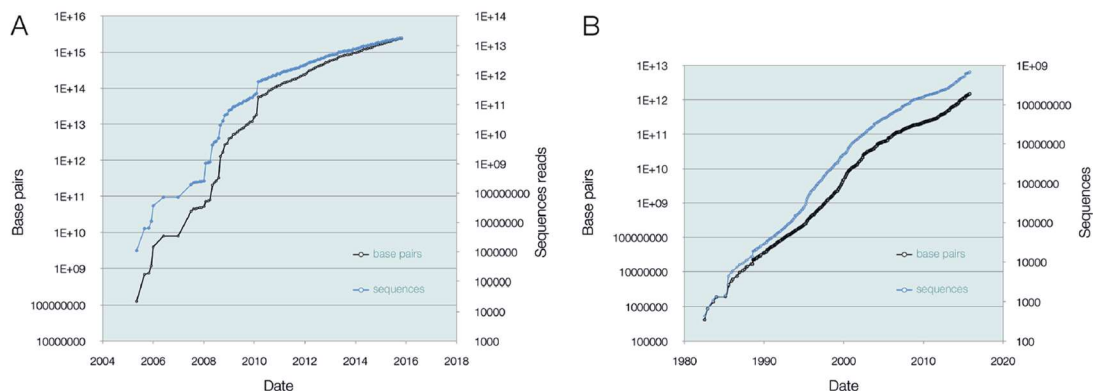 A
Base pairs
1E+16
1E+15
1E+14
1E+13
1E+12
1E+11
1E+10
1E+09
100000000
10000000
1E+14
1E+13
1E+12
1E+11
1E+10
1E+09
100000000
10000000
1000000
100000
10000
1000
Sequences reads
base pairs
sequences
2004 2006 2008 2010 2012 2014 2016 2018
Date
B
Base pairs
1E+13
1E+12
1E+11
1E+10
1E+09
100000000
10000000
1000000
100000
1E+09
100000000
10000000
1000000
100000
10000
1000
100
Sequences
base pairs
sequences
1980 1990 2000 2010 2020
Date